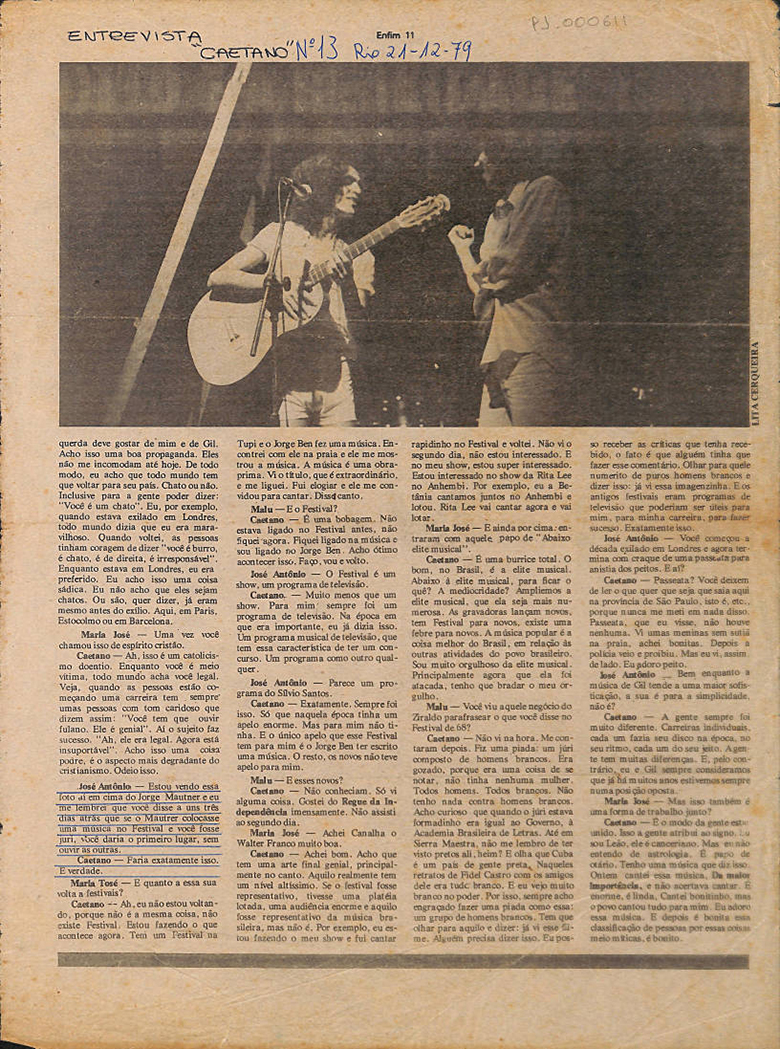 PJ_000611
ENTREVISTA
"CAETANO" Nº 13 Rio 21-12-79
Enfim 11
LITA CERQUEIRA
querda deve gostar de mim e de Gil.
Acho isso uma boa propaganda. Eles
não me incomodam até hoje. De todo
modo, eu acho que todo mundo tem
que voltar para seu país. Chato ou não.
Inclusive para a gente poder dizer:
"Você é um chato". Eu, por exemplo,
quando estava exilado em Londres,
todo mundo dizia que eu era mara-
vilhoso. Quando voltei, as pessoas
tinham coragem de dizer "você é burro,
é chato, é de direita, é irresponsável".
Enquanto estava em Londres, eu era
preferido. Eu acho isso uma coisa
sádica. Eu não acho que eles sejam
chatos. Ou são, quer dizer, já eram
mesmo antes do exílio. Aqui, em Paris,
Estocolmo ou em Barcelona.
Maria José — Uma vez você
chamou isso de espírito cristão.
Caetano — Ah, isso é um catolicis-
mo doentio. Enquanto você é meio
vítima, todo mundo acha você legal.
Veja, quando as pessoas estão co-
meçando uma carreira tem sempre
umas pessoas com tom caridoso que
dizem assim: "Você tem que ouvir
fulano. Ele é genial". Aí o sujeito faz
sucesso. "Ah, ele era legal. Agora está
insuportável". Acho isso uma coisa
podre, é o aspecto mais degradante do
cristianismo. Odeio isso.
José Antônio — Estou vendo essa
foto aí em cima do Jorge Mautner e eu
me lembrei que você disse a uns três
dias atrás que se o Mautrer colocasse
uma música no Festival e você fosse
juri, você daria o primeiro lugar, sem
ouvir as outras.
Caetano — Faria exatamente isso.
E verdade.
Maria José — E quanto a essa sua
volta a festivais?
Caetano — Ah, eu não estou voltan-
do, porque não é a mesma coisa, não
existe Festival. Estou fazendo o que
acontece agora. Tem um Festival na
Tupi e o Jorge Ben fez uma música. En-
contrei com ele na praia e ele me mos-
trou a música. A música é uma obra-
prima. Vi o título, que é extraordinário,
e me liguei. Fui elogiar e ele me con-
vidou para cantar. Disse canto.
Malu — E o Festival?
Caetano — É uma bobagem. Não
estava ligado no Festival antes, não
fiquei agora. Fiquei ligado na música e
sou ligado no Jorge Ben. Acho ótimo
acontecer isso. Faço, vou e volto.
José Antônio — O Festival é um
show, um programa de televisão.
Caetano. — Muito menos que um
show. Para mim sempre foi um
programa de televisão. Na época em
que era importante, eu já dizia isso.
Um programa musical de televisão, que
tem essa característica de ter um con-
curso. Um programa como outro qual-
quer.
José Antônio — Parece um pro-
grama do Sílvio Santos.
Caetano — Exatamente. Sempre foi
isso. Só que naquela época tinha um
apelo enorme. Mas para mim não ti-
nha. E o único apelo que esse Festival
tem para mim é o Jorge Ben ter escrito
uma música. O resto, os novos não teve
apelo para mim.
Malu — E esses novos?
Caetano — Não conheciam. Só vi
alguma coisa. Gostei do Regue da In-
dependência imensamente. Não assisti
ao segundo dia.
Maria José — Achei Canalha o
Walter Franco muito boa.
Caetano — Achei bom. Acho que
tem uma arte final genial, principal-
mente no canto. Aquilo realmente tem
um nível altíssimo. Se o festival fosse
representativo, tivesse uma platéia
lotada, uma audiência enorme e aquilo
fosse representativo da música bra-
sileira, mas não é. Por exemplo, eu es-
tou fazendo o meu show e fui cantar
rapidinho no Festival e voltei. Não vi o
segundo dia, não estou interessado. E
no meu show, estou super interessado.
Estou interessado no show da Rita Lee
no Anhembi. Por exemplo, eu a Be-
tânia cantamos juntos no Anhembi e
lotou. Rita Lee vai cantar agora e vai
lotar.
Maria José — E ainda por cima, en-
traram com aquele papo de "Abaixo
elite musical".
Caetano — É uma burrice total. O
bom, no Brasil, é a elite musical.
Abaixo à elite musical, para ficar o
quê? A mediocridade? Ampliemos a
elite musical, que ela seja mais nu-
merosa. As gravadoras lançam novos,
tem Festival para novos, existe uma
febre para novos. A música popular é a
coisa melhor do Brasil, em relação às
outras atividades do povo brasileiro.
Sou muito orgulhoso da elite musical.
Principalmente agora que ela foi
atacada, tenho que bradar o meu or-
gulho.
Malu — Você viu aquele negócio do
Ziraldo parafrasear o que você disse no
Festival de 68?
Caetano — Não vi na hora. Me con-
taram depois. Fiz uma piada: um júri
composto de homens brancos. Era
gozado, porque era uma coisa de se
notar, não tinha nenhuma mulher.
Todos homens. Todos brancos. Não
tenho nada contra homens brancos.
Acho curioso que quando o júri estava
formadinho era igual ao Governo, à
Academia Brasileira de Letras. Até em
Sierra Maestra, não me lembro de ter
visto pretos ali, heim? E olha que Cuba
é um país de gente preta. Naqueles
retratos de Fidel Castro com os amigos
dele era tudo branco. E eu vejo muito
branco no poder. Por isso, sempre acho
engraçado fazer uma piada como essa:
um grupo de homens brancos. Tem que
olhar para aquilo e dizer: já vi esse fil-
me. Alguém precisa dizer isso. Eu pos-
so receber as críticas que tenha rece-
bido, o fato é que alguém tinha que
fazer esse comentário. Olhar para quele
numerito de puros homens brancos e
dizer isso: já vi essa imagenzinha. E os
antigos festivais eram programas de
televisão que poderiam ser úteis para
mim, para minha carreira, para fazer
sucesso. Exatamente isso.
José Antônio — Você começou a
década exilado em Londres e agora ter-
mina com craque de uma passeata para
anistia dos peitos. E aí?
Caetano — Passeata? Você deixem
de ler o que quer que seja que saia aqui
na província de São Paulo, isto é, etc.,
porque nunca me meti em nada disso.
Passeata, que eu visse, não houve
nenhuma. Vi umas meninas sem sutiã
na praia, achei bonitas. Depois a
polícia veio e proibiu. Mas eu vi, assim,
de lado. Eu adoro peito.
José Antônio — Bem enquanto a
música de Gil tende a uma maior sofis-
ticação, a sua é para a simplicidade,
não é?
Caetano — A gente sempre foi
muito diferente. Carreiras individuais,
cada um fazia seu disco na época, no
seu ritmo, cada um do seu jeito. A gen-
te tem muitas diferenças. E, pelo con-
trário, eu e Gil sempre consideramos
que já há muitos anos estivemos sempre
numa posição oposta.
Maria José — Mas isso também é
uma forma de trabalho junto?
Caetano — É o modo da gente est
unido. Isso a gente atribui ao signo. Eu
sou Leão, ele é canceriano. Mas eu não
entendo de astrologia. É papo de
otário. Tenho uma música que diz isso.
Ontem cantei essa música. Da maior
importância, e não acertava cantar. É
enorme, é linda. Cantei bonitinho, mas
o povo cantou tudo para mim. Eu adoro
essa música. E depois é bonita essa
classificação de pessoas por essas coisas
meio míticas, é bonito.